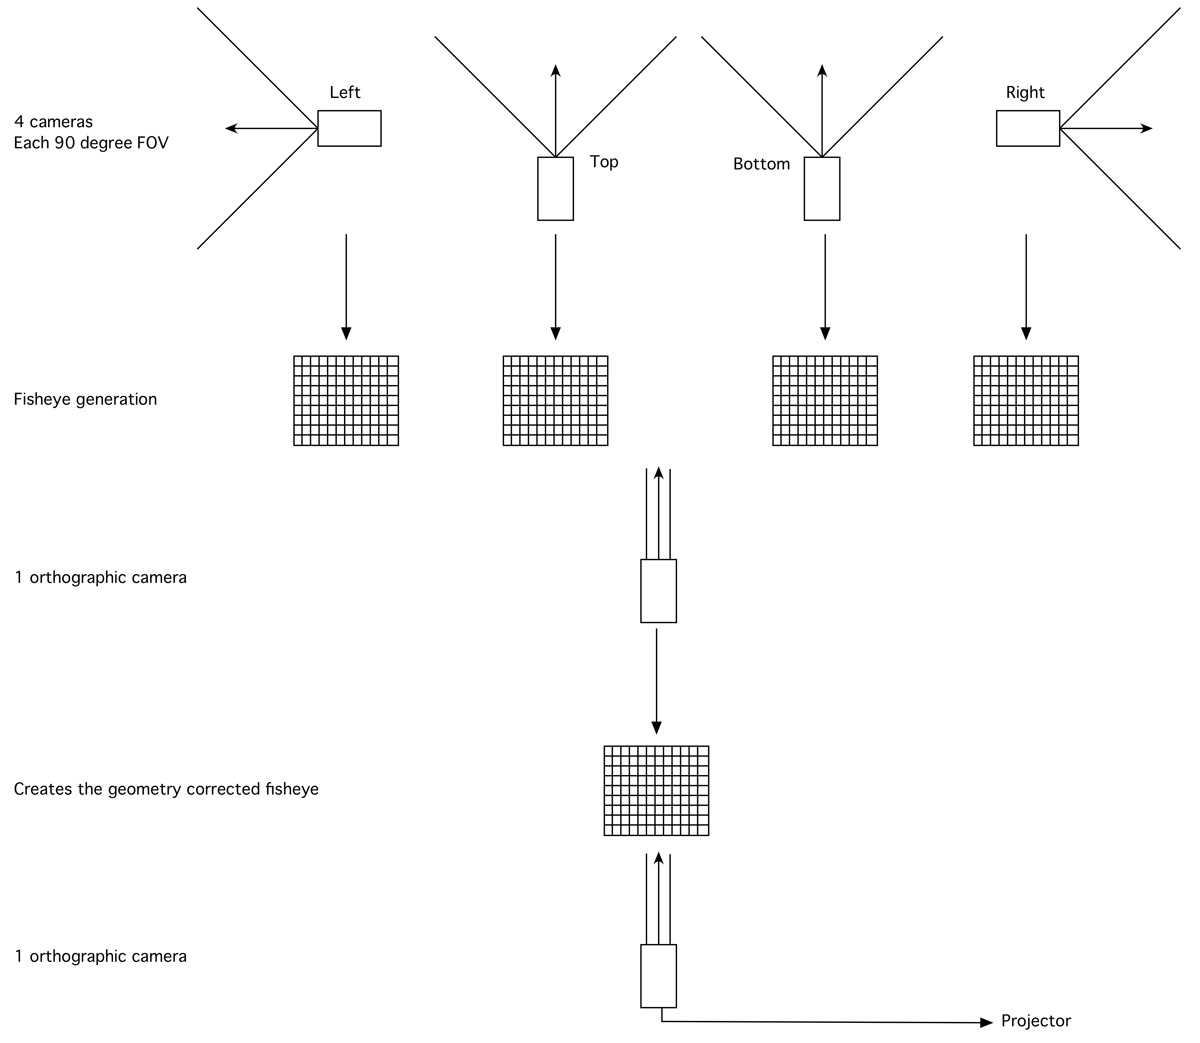 Left
Right
4 cameras
Each 90 degree FOV
Top
Bottom
Fisheye generation
1 orthographic camera
Creates the geometry corrected fisheye
1 orthographic camera
Projector